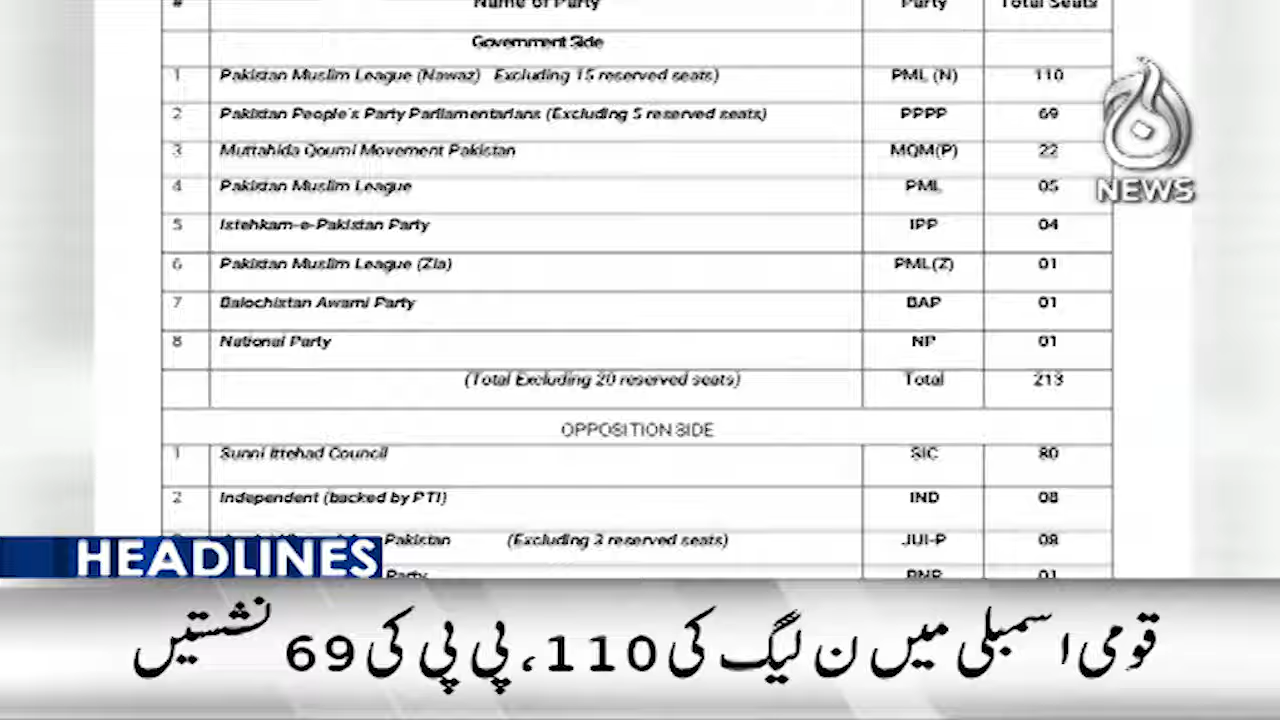 # Name of Party Party Total Seats
Government Side
1 Pakistan Muslim League (Nawaz) Excluding 15 reserved seats) PML (N) 110
2 Pakistan People's Party Parliamentarians (Excluding 5 reserved seats) PPPP 69
3 Muttahida Qoumi Movement Pakistan MQM(P) 22
4 Pakistan Muslim League PML 05
5 Istehkam-e-Pakistan Party IPP 04
6 Pakistan Muslim League (Zia) PML(Z) 01
7 Balochistan Awami Party BAP 01
8 National Party NP 01
(Total Excluding 20 reserved seats) Total 213
OPPOSITION SIDE
1 Sunni Ittehad Council SIC 80
2 Independent (backed by PTI) IND 08
Pakistan (Excluding 3 reserved seats) JUI-P 08
Party 01
ن
NEWS
HEADLINES
قومی اسمبلی میں ن لیگ کی 110، پی پی کی 69 نشستیں